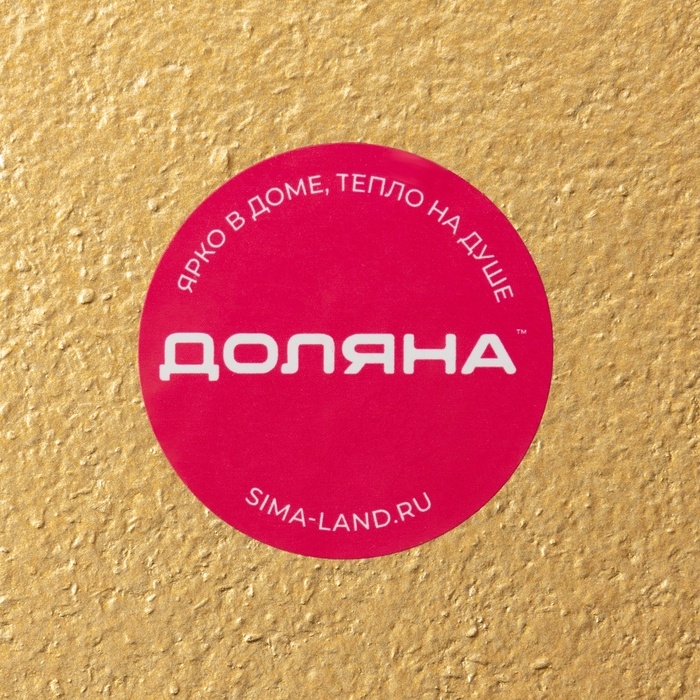 ЯРКО В ДОМЕ, ТЕПЛО НА ДУШЕ
ДОЛЯНА™
SIMA-LAND.RU